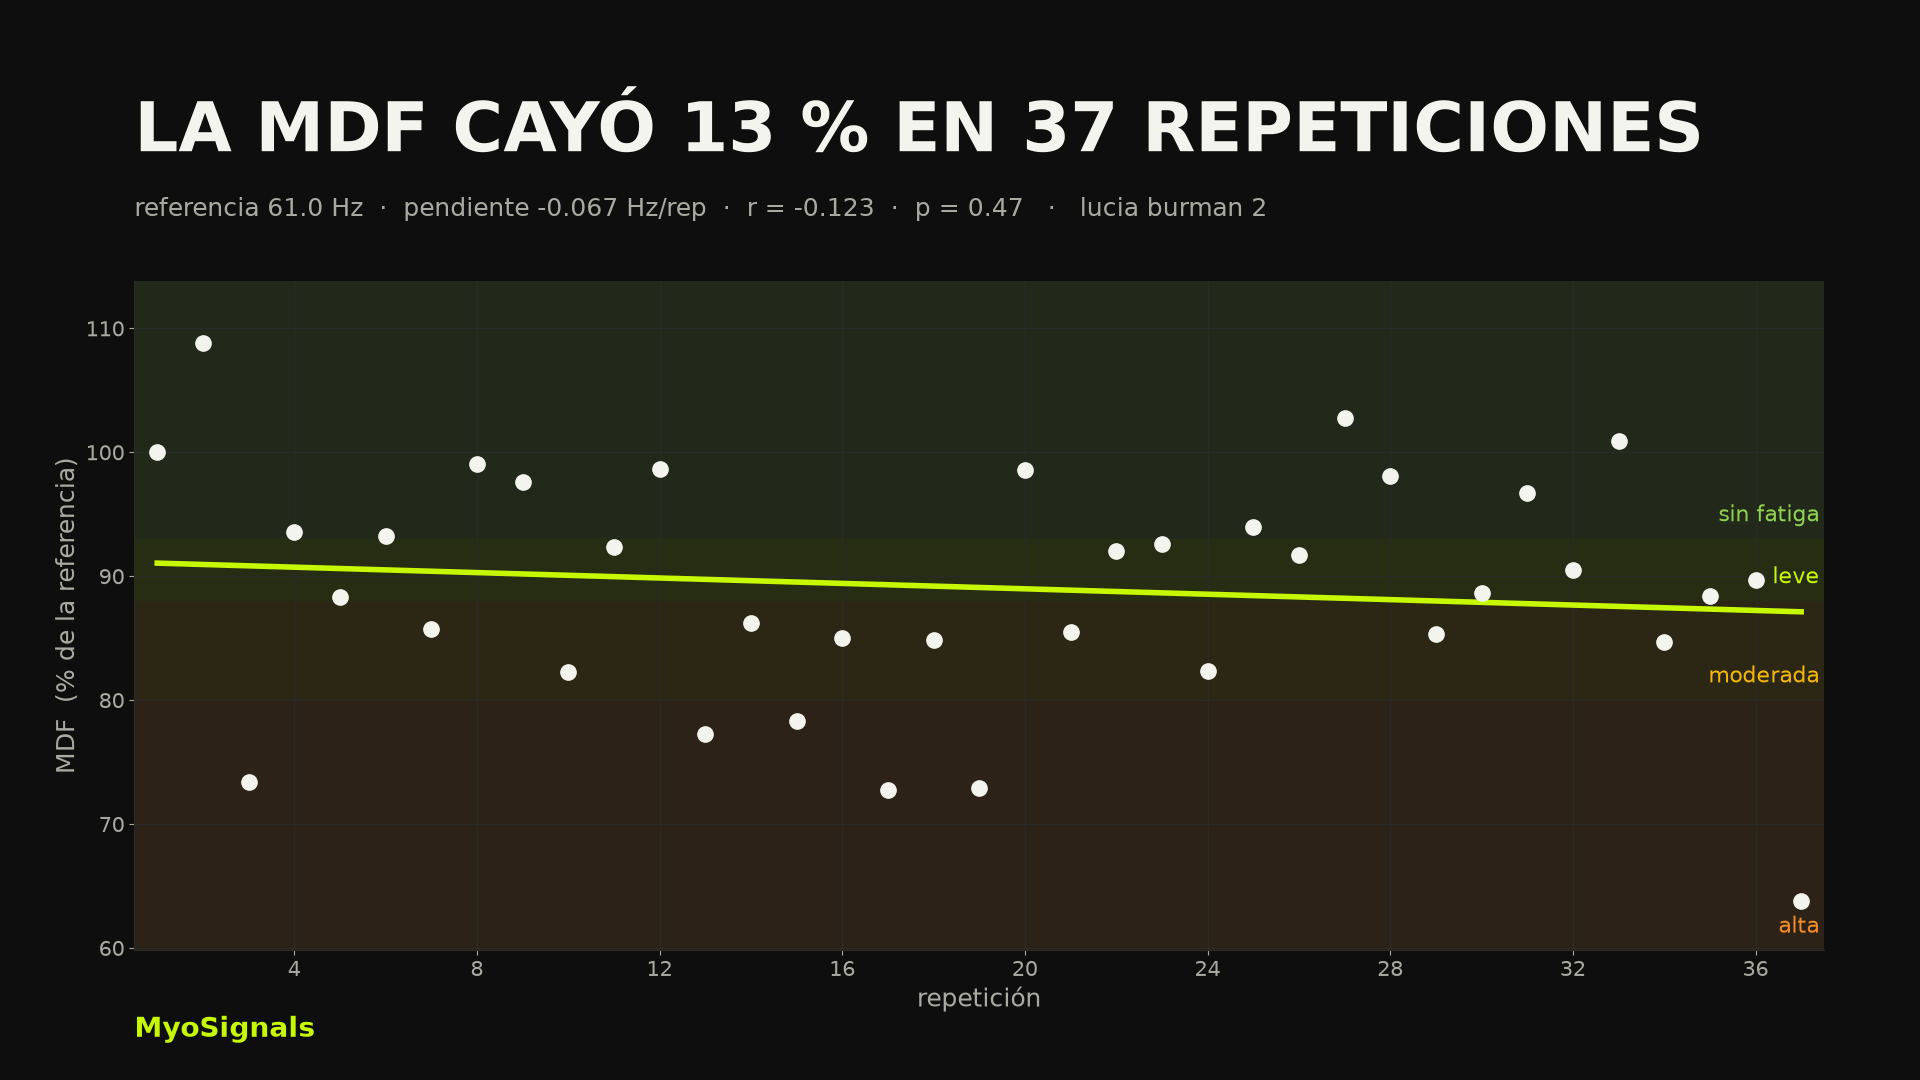 LA MDF CAYÓ 13 % EN 37 REPETICIONES
referencia 61.0 Hz · pendiente -0.067 Hz/rep · r = -0.123 · p = 0.47 · lucia burman 2
MDF (% de la referencia)
110
100
90
80
70
60
sin fatiga
leve
moderada
alta
4 8 12 16 20 24 28 32 36
repetición
MyoSignals